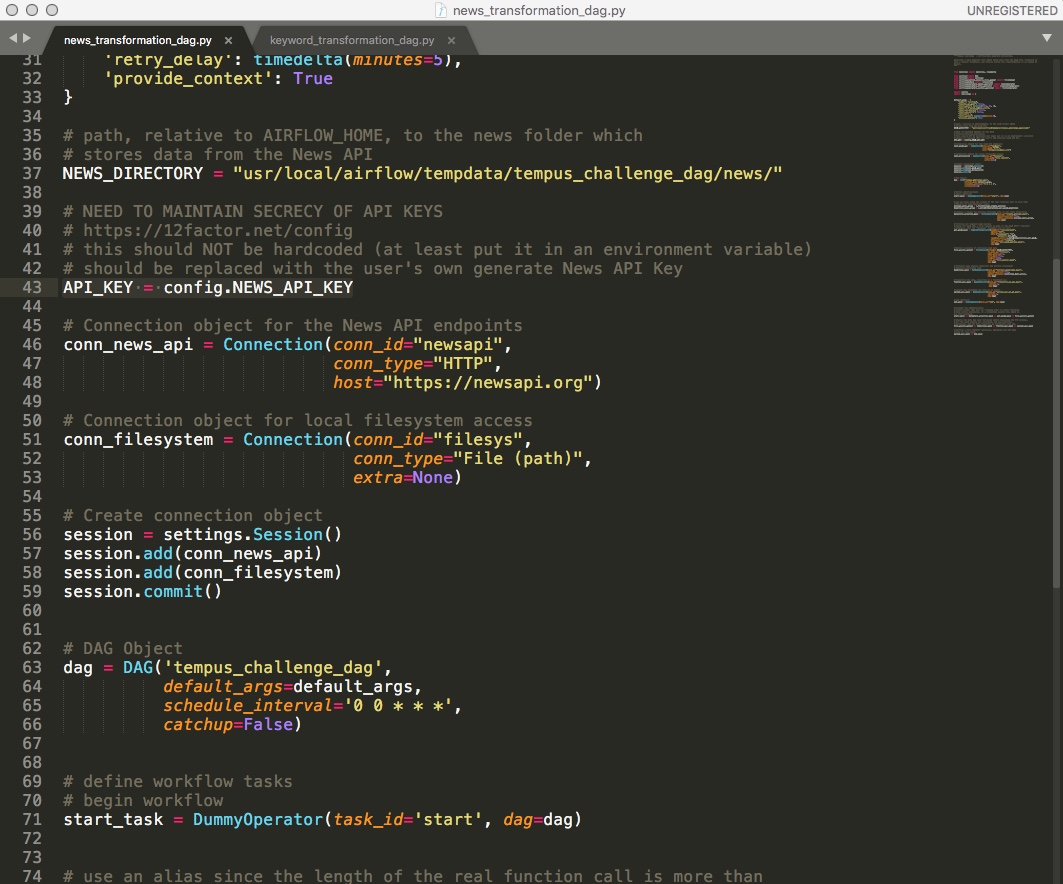 news_transformation_dag.py
UNREGISTERED
news_transformation_dag.py ×
keyword_transformation_dag.py ×
31 'retry_delay': timedelta(minutes=5),
32 'provide_context': True
33 }
34
35 # path, relative to AIRFLOW_HOME, to the news folder which
36 # stores data from the News API
37 NEWS_DIRECTORY = "usr/local/airflow/tempdata/tempus_challenge_dag/news/"
38
39 # NEED TO MAINTAIN SECRECY OF API KEYS
40 # https://12factor.net/config
41 # this should NOT be hardcoded (at least put it in an environment variable)
42 # should be replaced with the user's own generate News API Key
43 API_KEY = config.NEWS_API_KEY
44
45 # Connection object for the News API endpoints
46 conn_news_api = Connection(conn_id="newsapi",
47 conn_type="HTTP",
48 host="https://newsapi.org")
49
50 # Connection object for local filesystem access
51 conn_filesystem = Connection(conn_id="filesys",
52 conn_type="File (path)",
53 extra=None)
54
55 # Create connection object
56 session = settings.Session()
57 session.add(conn_news_api)
58 session.add(conn_filesystem)
59 session.commit()
60
61
62 # DAG Object
63 dag = DAG('tempus_challenge_dag',
64 default_args=default_args,
65 schedule_interval='0 0 * * *',
66 catchup=False)
67
68
69 # define workflow tasks
70 # begin workflow
71 start_task = DummyOperator(task_id='start', dag=dag)
72
73
74 # use an alias since the length of the real function call is more than